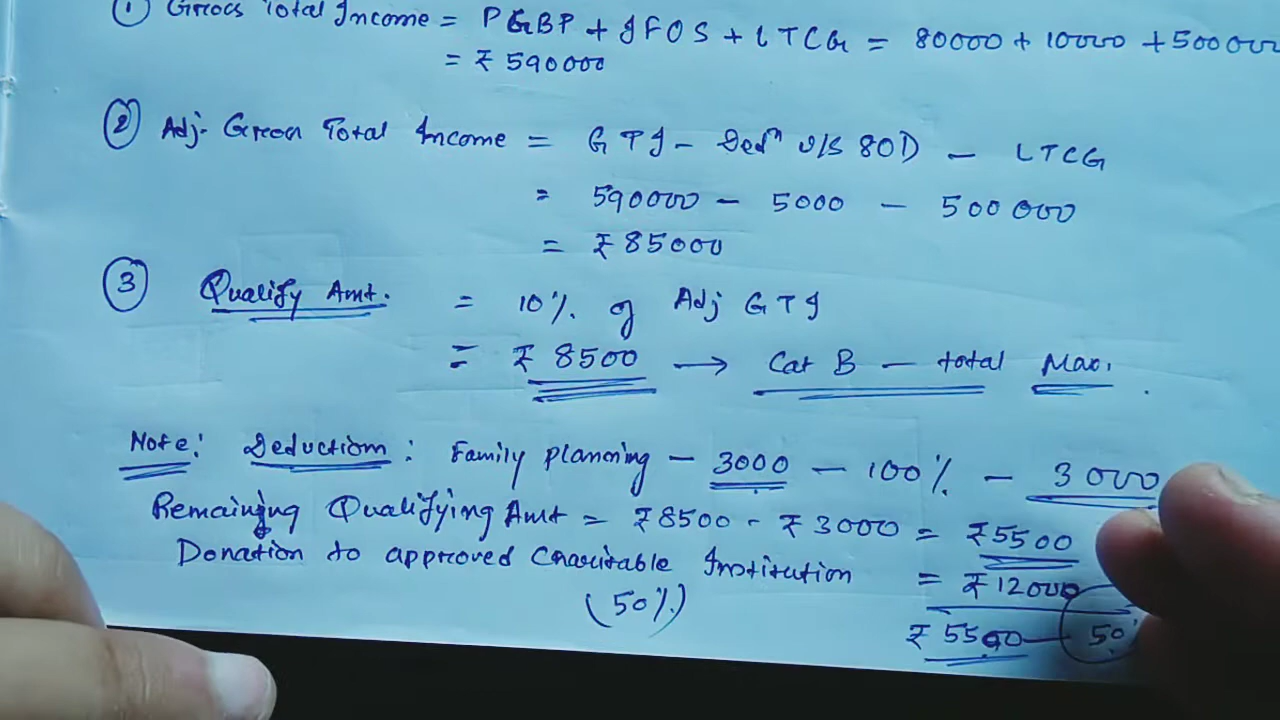 ① Gross Total Income = PGBP + IFOS + LTCG = 80000 + 10000 + 500000
= ₹ 590000
② Adj. Gross Total Income = GTI - Dedⁿ U/S 80D - LTCG
= 590000 - 5000 - 500000
= ₹ 85000
③ Qualify Amt. = 10% of Adj GTI
= ₹ 8500 → Cat B - total Max.
Note: Deduction: Family planning - 3000 - 100% - 3000
Remaining Qualifying Amt = ₹8500 - ₹3000 = ₹5500
Donation to approved Charitable Institution = ₹12000
(50%)
₹ 5500 - 50